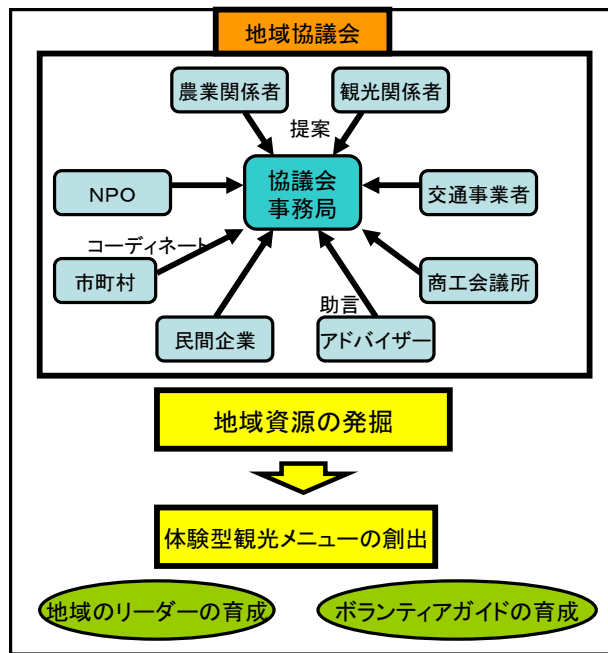 地域協議会
農業関係者
観光関係者
提案
協議会
事務局
NPO
交通事業者
コーディネート
市町村
商工会議所
助言
民間企業
アドバイザー
地域資源の発掘
体験型観光メニューの創出
地域のリーダーの育成
ボランティアガイドの育成